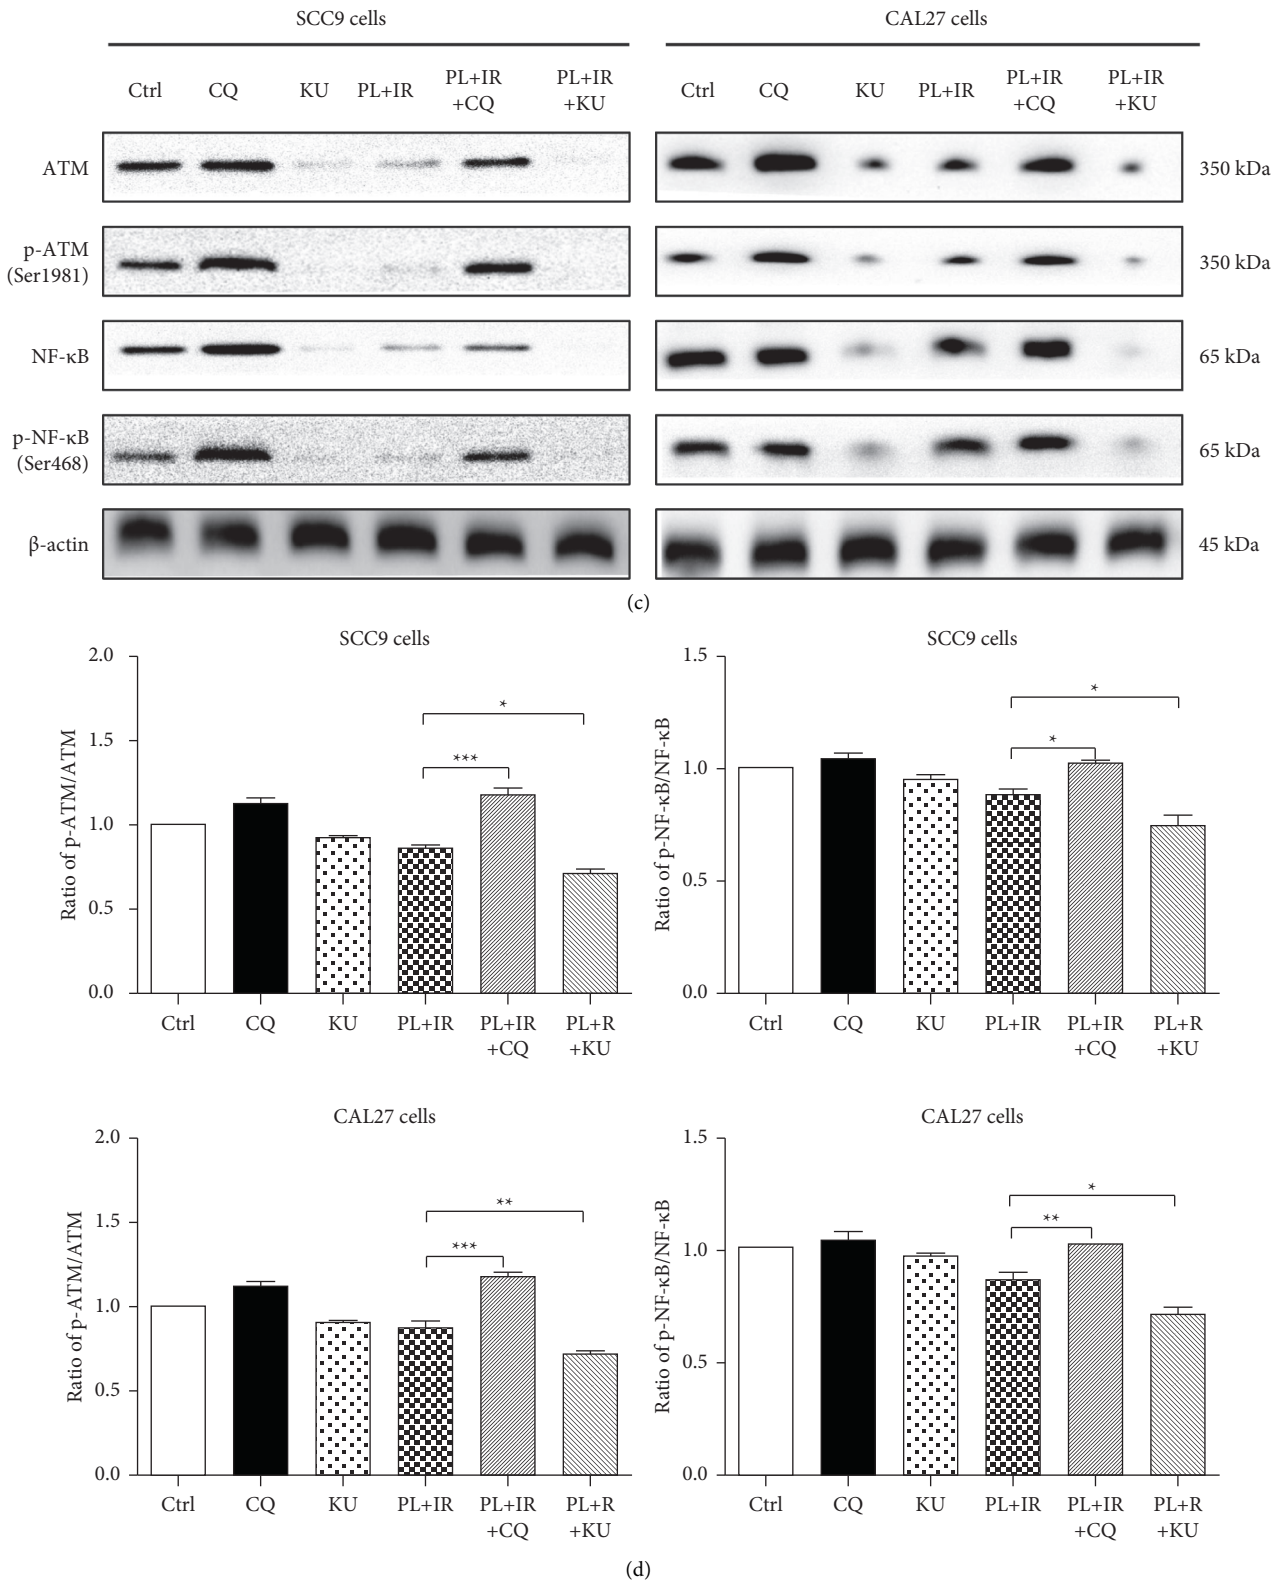 SCC9 cells
CAL27 cells
Ctrl CQ KU PL+IR PL+IR +CQ PL+IR +KU
Ctrl CQ KU PL+IR PL+IR +CQ PL+IR +KU
ATM
350 kDa
p-ATM
(Ser1981)
350 kDa
NF-κB
65 kDa
p-NF-κB
(Ser468)
65 kDa
β-actin
45 kDa
(c)
SCC9 cells
Ratio of p-ATM/ATM
2.0
1.5
1.0
0.5
0.0
*
***
Ctrl CQ KU PL+IR PL+IR +CQ PL+R +KU
SCC9 cells
Ratio of p-NF-κB/NF-κB
1.5
1.0
0.5
0.0
*
*
Ctrl CQ KU PL+IR PL+IR +CQ PL+R +KU
CAL27 cells
Ratio of p-ATM/ATM
2.0
1.5
1.0
0.5
0.0
**
***
Ctrl CQ KU PL+IR PL+IR +CQ PL+R +KU
CAL27 cells
Ratio of p-NF-κB/NF-κB
1.5
1.0
0.5
0.0
*
**
Ctrl CQ KU PL+IR PL+IR +CQ PL+R +KU
(d)